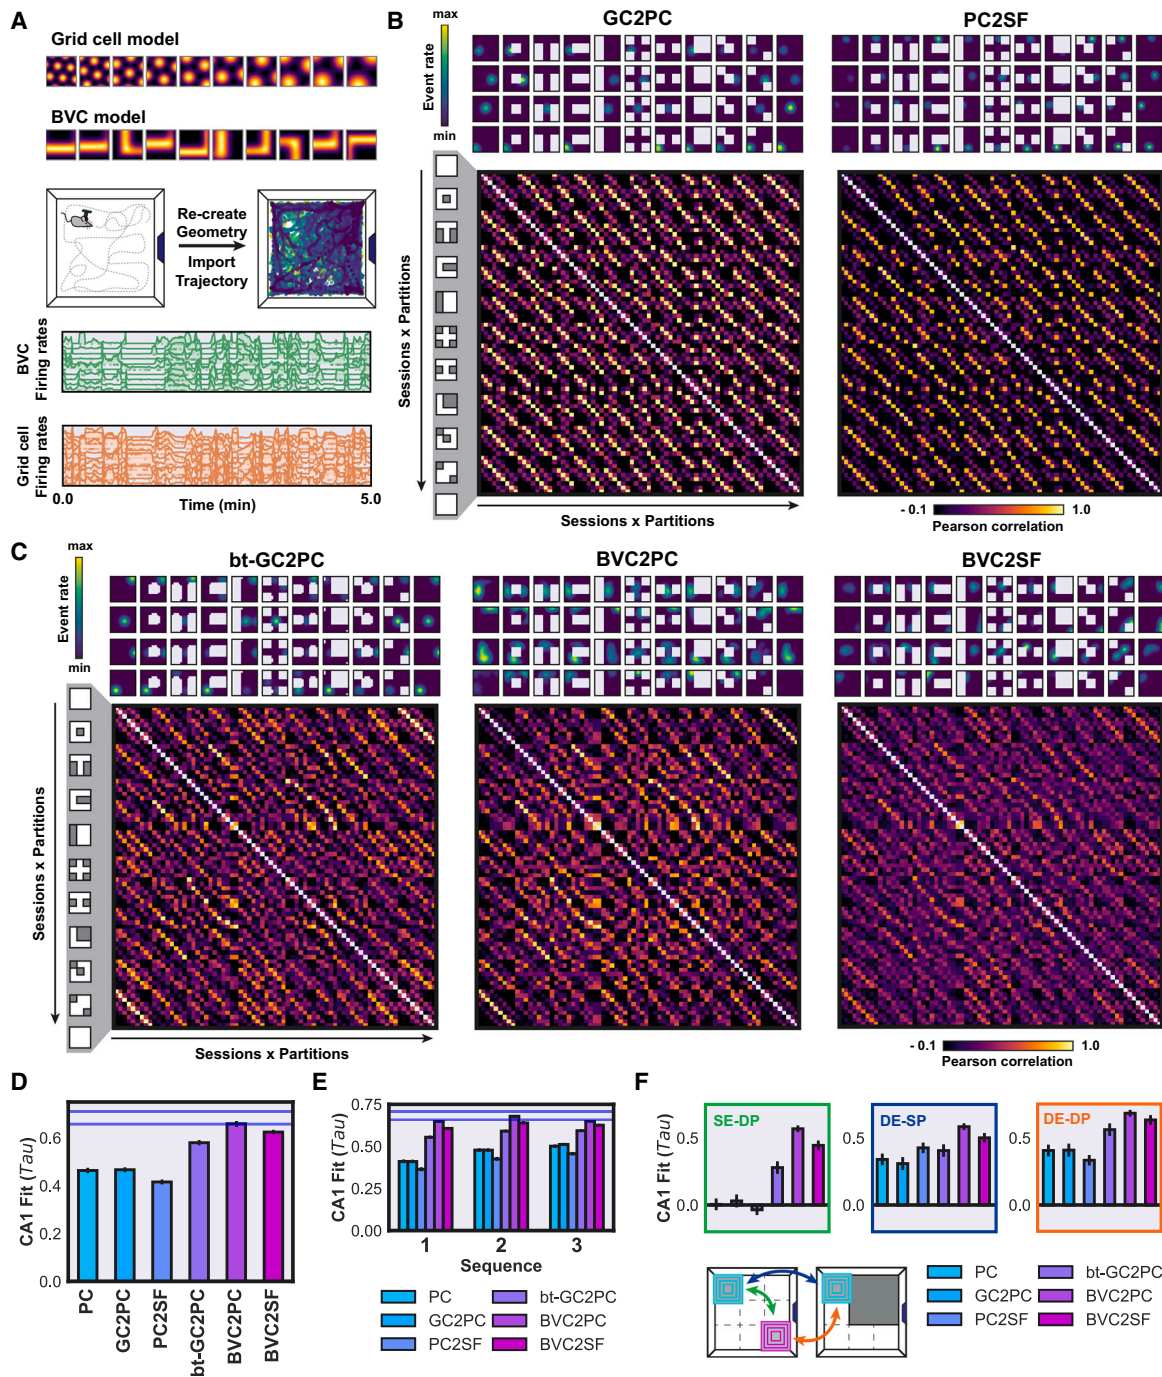 A
Grid cell model
BVC model
Re-create
Geometry
Import
Trajectory
BVC
Firing rates
Grid cell
Firing rates
0.0
5.0
Time (min)
B
GC2PC
PC2SF
max
Event rate
min
Sessions x Partitions
Sessions x Partitions
- 0.1
1.0
Pearson correlation
C
bt-GC2PC
BVC2PC
BVC2SF
max
Event rate
min
Sessions x Partitions
Sessions x Partitions
- 0.1
1.0
Pearson correlation
D
CA1 Fit (Tau)
0.6
0.4
0.2
0.0
PC
GC2PC
PC2SF
bt-GC2PC
BVC2PC
BVC2SF
E
CA1 Fit (Tau)
0.75
0.50
0.25
0.00
1
2
3
Sequence
PC
GC2PC
PC2SF
bt-GC2PC
BVC2PC
BVC2SF
F
CA1 Fit (Tau)
0.5
0.0
SE-DP
0.5
0.0
DE-SP
0.5
0.0
DE-DP
PC
GC2PC
PC2SF
bt-GC2PC
BVC2PC
BVC2SF